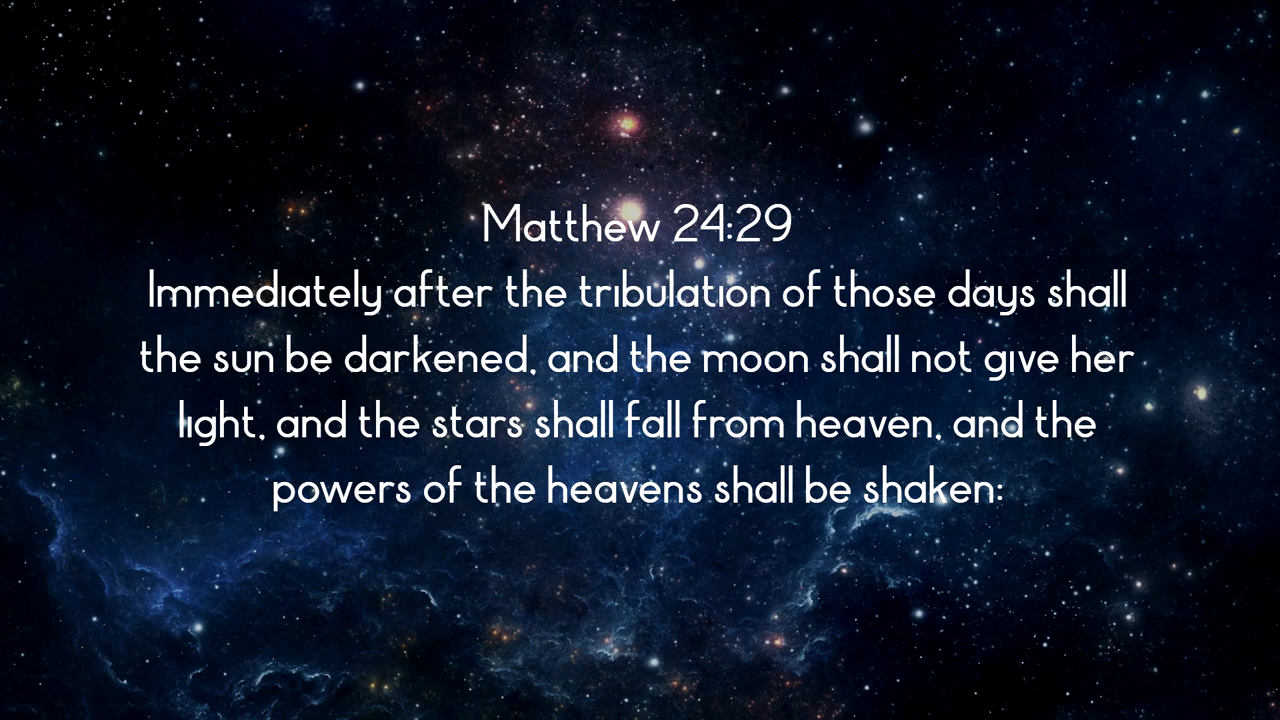 Matthew 24:29
Immediately after the tribulation of those days shall
the sun be darkened, and the moon shall not give her
light, and the stars shall fall from heaven, and the
powers of the heavens shall be shaken: